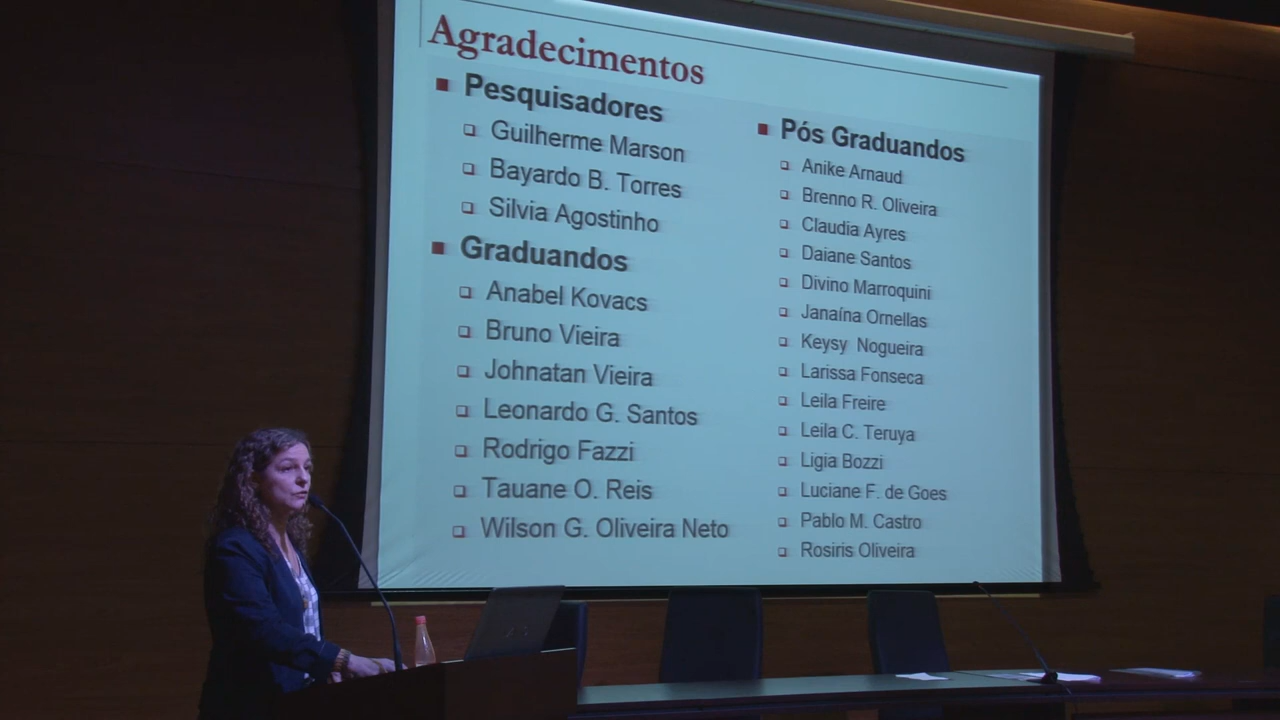 Agradecimentos
Pesquisadores
Guilherme Marson
Bayardo B. Torres
Silvia Agostinho
Graduandos
Anabel Kovacs
Bruno Vieira
Johnatan Vieira
Leonardo G. Santos
Rodrigo Fazzi
Tauane O. Reis
Wilson G. Oliveira Neto
Pós Graduandos
Anike Arnaud
Brenno R. Oliveira
Claudia Ayres
Daiane Santos
Divino Marroquini
Janaína Ornellas
Keysy Nogueira
Larissa Fonseca
Leila Freire
Leila C. Teruya
Ligia Bozzi
Luciane F. de Goes
Pablo M. Castro
Rosiris Oliveira